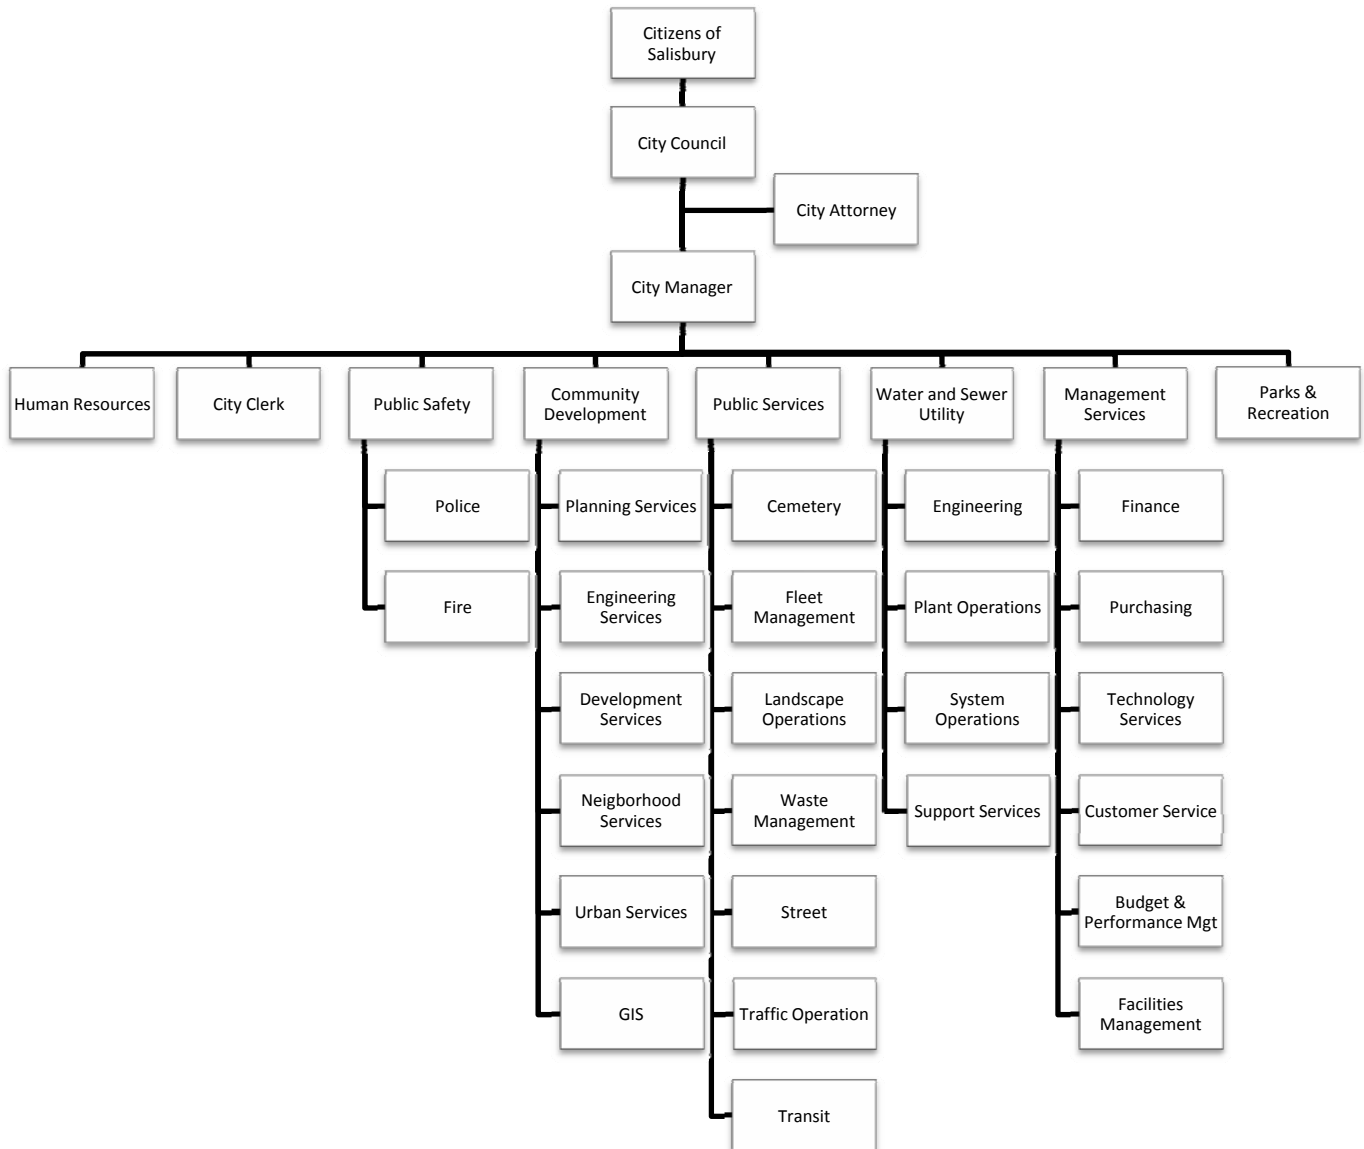 Citizens of
Salisbury
City Council
City Attorney
City Manager
Human Resources
City Clerk
Public Safety
Community
Development
Public Services
Water and Sewer
Utility
Management
Services
Parks &
Recreation
Police
Fire
Planning Services
Engineering
Services
Development
Services
Neigborhood
Services
Urban Services
GIS
Cemetery
Fleet
Management
Landscape
Operations
Waste
Management
Street
Traffic Operation
Transit
Engineering
Plant Operations
System
Operations
Support Services
Finance
Purchasing
Technology
Services
Customer Service
Budget &
Performance Mgt
Facilities
Management